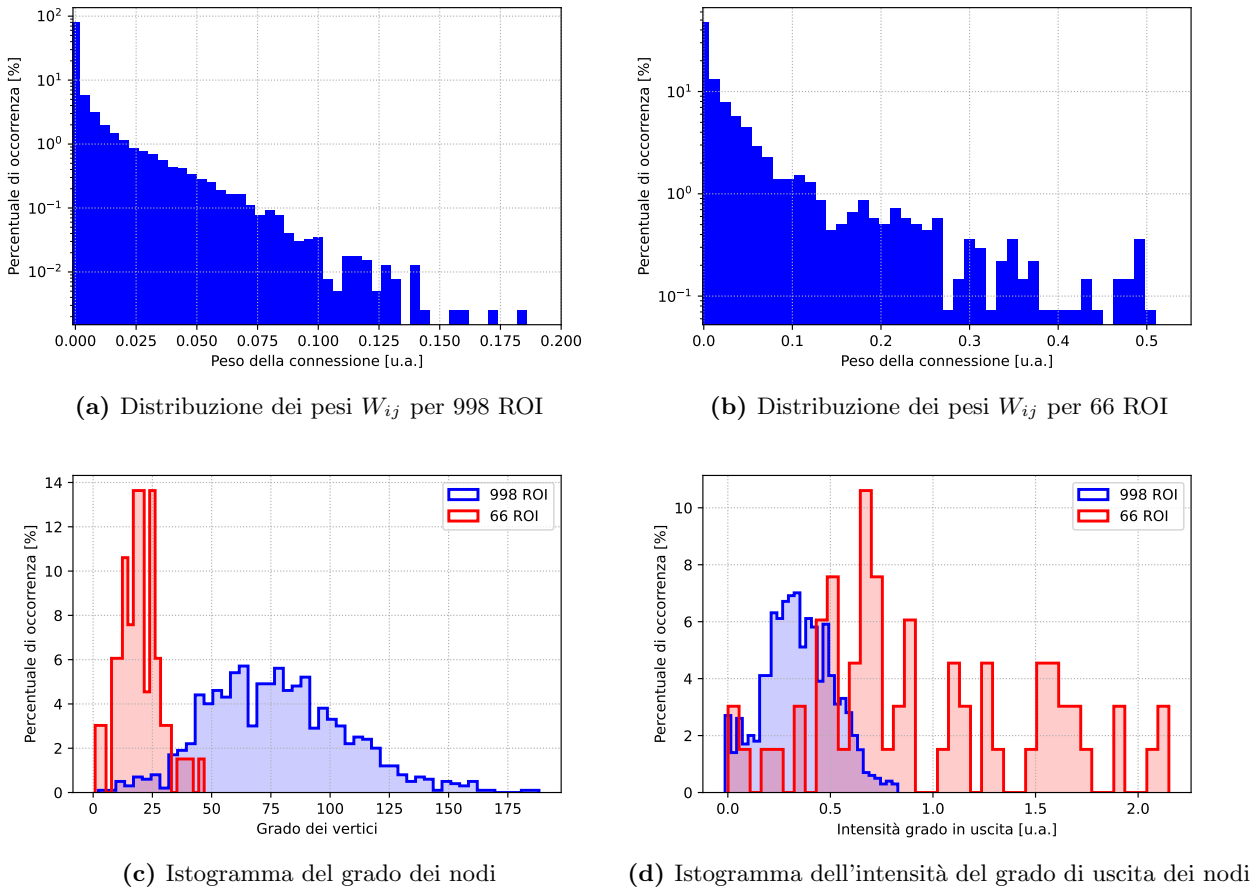 Percentuale di occorrenza [%]
10² 10¹ 10⁰ 10⁻¹ 10⁻²
0.000 0.025 0.050 0.075 0.100 0.125 0.150 0.175 0.200
Peso della connessione [u.a.]
(a) Distribuzione dei pesi Wᵢⱼ per 998 ROI
Percentuale di occorrenza [%]
10¹ 10⁰ 10⁻¹
0.0 0.1 0.2 0.3 0.4 0.5
Peso della connessione [u.a.]
(b) Distribuzione dei pesi Wᵢⱼ per 66 ROI
Percentuale di occorrenza [%]
14 12 10 8 6 4 2 0
998 ROI
66 ROI
0 25 50 75 100 125 150 175
Grado dei vertici
(c) Istogramma del grado dei nodi
Percentuale di occorrenza [%]
10 8 6 4 2 0
998 ROI
66 ROI
0.0 0.5 1.0 1.5 2.0
Intensità grado in uscita [u.a.]
(d) Istogramma dell'intensità del grado di uscita dei nodi